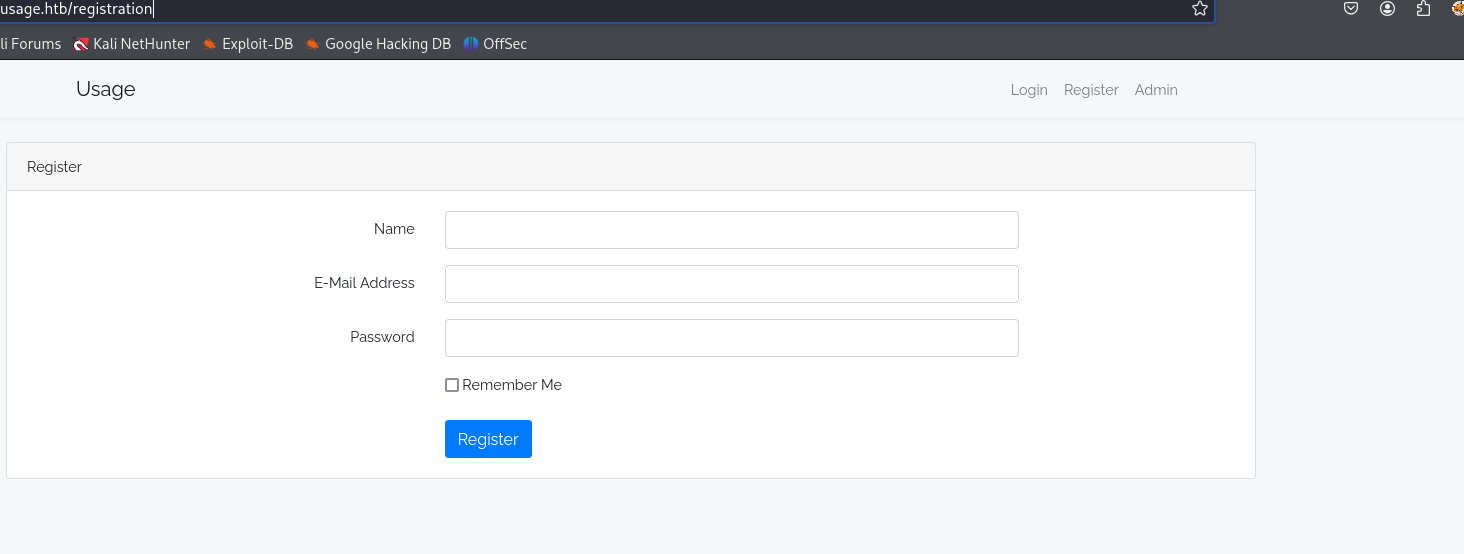 usage.htb/registration
li Forums Kali NetHunter Exploit-DB Google Hacking DB OffSec
Usage Login Register Admin
Register
Name
E-Mail Address
Password
Remember Me
Register